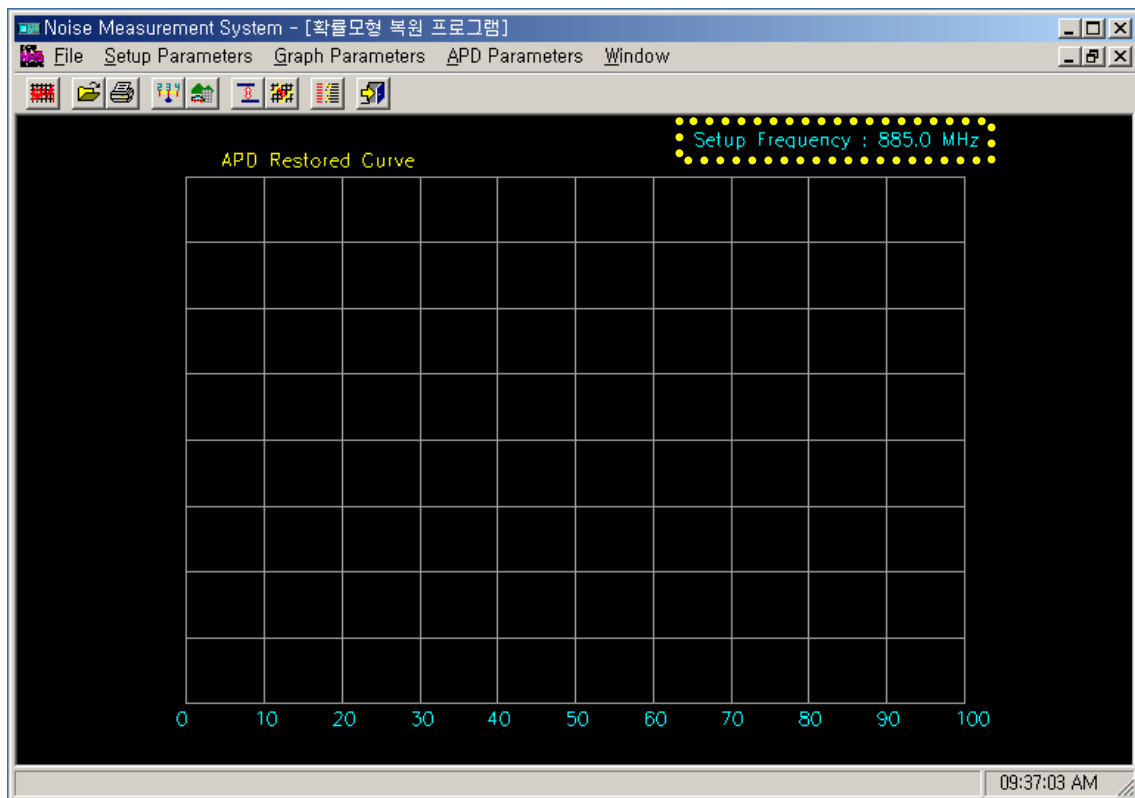 Noise Measurement System - [확률모형 복원 프로그램]
File Setup Parameters Graph Parameters APD Parameters Window
Setup Frequency : 885.0 MHz
APD Restored Curve
0 10 20 30 40 50 60 70 80 90 100
09:37:03 AM